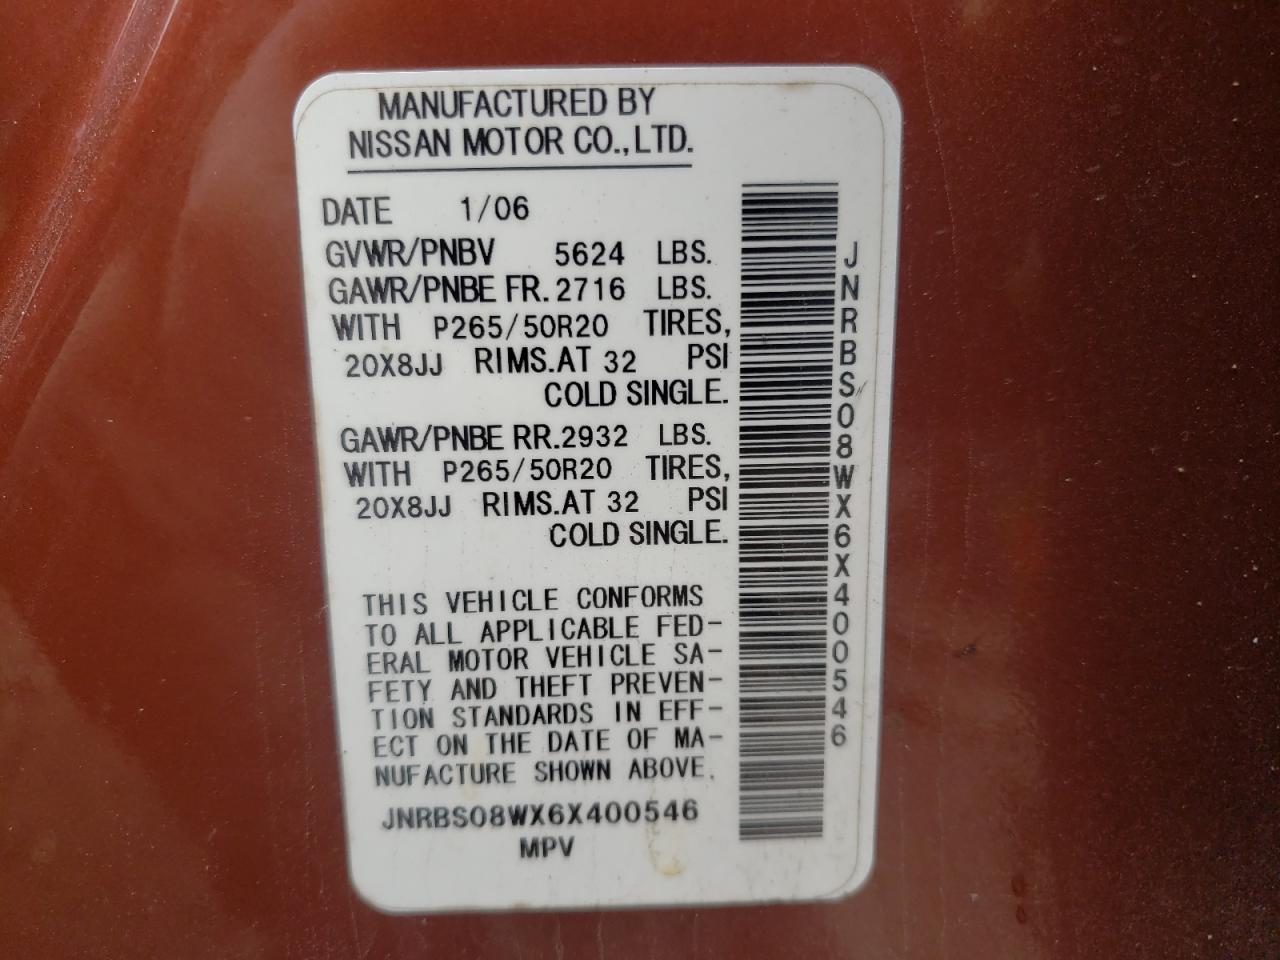 MANUFACTURED BY
NISSAN MOTOR CO.,LTD.
DATE 1/06
GVWR/PNBV 5624 LBS.
GAWR/PNBE FR. 2716 LBS.
WITH P265/50R20 TIRES,
20X8JJ RIMS.AT 32 PSI
COLD SINGLE.
GAWR/PNBE RR. 2932 LBS.
WITH P265/50R20 TIRES,
20X8JJ RIMS.AT 32 PSI
COLD SINGLE.
THIS VEHICLE CONFORMS
TO ALL APPLICABLE FED-
ERAL MOTOR VEHICLE SA-
FETY AND THEFT PREVEN-
TION STANDARDS IN EFF-
ECT ON THE DATE OF MA-
NUFACTURE SHOWN ABOVE.
JNRBS08WX6X400546
MPV
JNRBS08WX6X400546